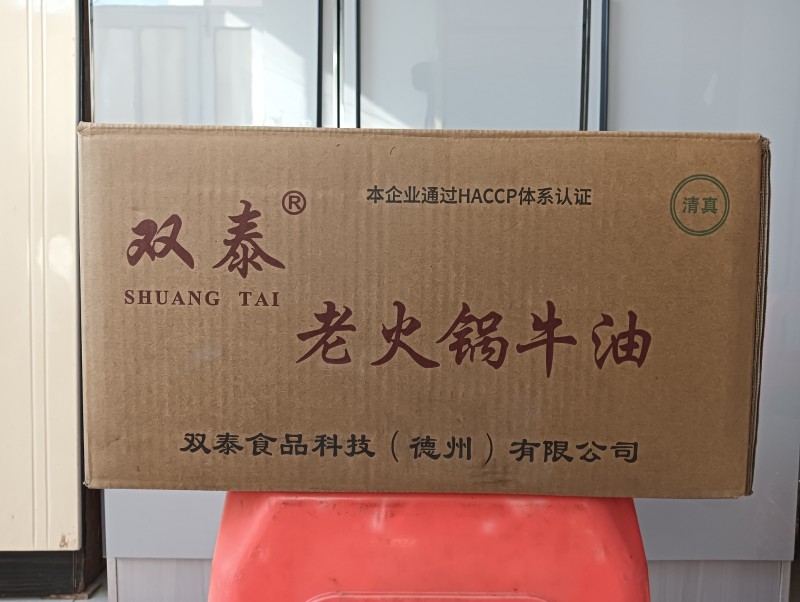 本企业通过HACCP体系认证
清真
双泰®
SHUANG TAI
老火锅牛油
双泰食品科技（德州）有限公司